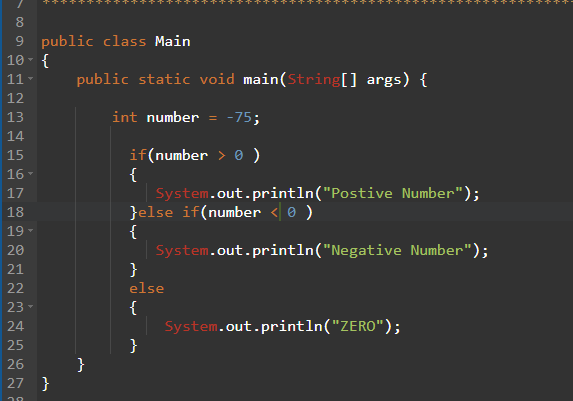 7 ******************************************************************
8
9 public class Main
10 {
11 public static void main(String[] args) {
12
13 int number = -75;
14
15 if(number > 0 )
16 {
17 System.out.println("Postive Number");
18 }else if(number < 0 )
19 {
20 System.out.println("Negative Number");
21 }
22 else
23 {
24 System.out.println("ZERO");
25 }
26 }
27 }
28